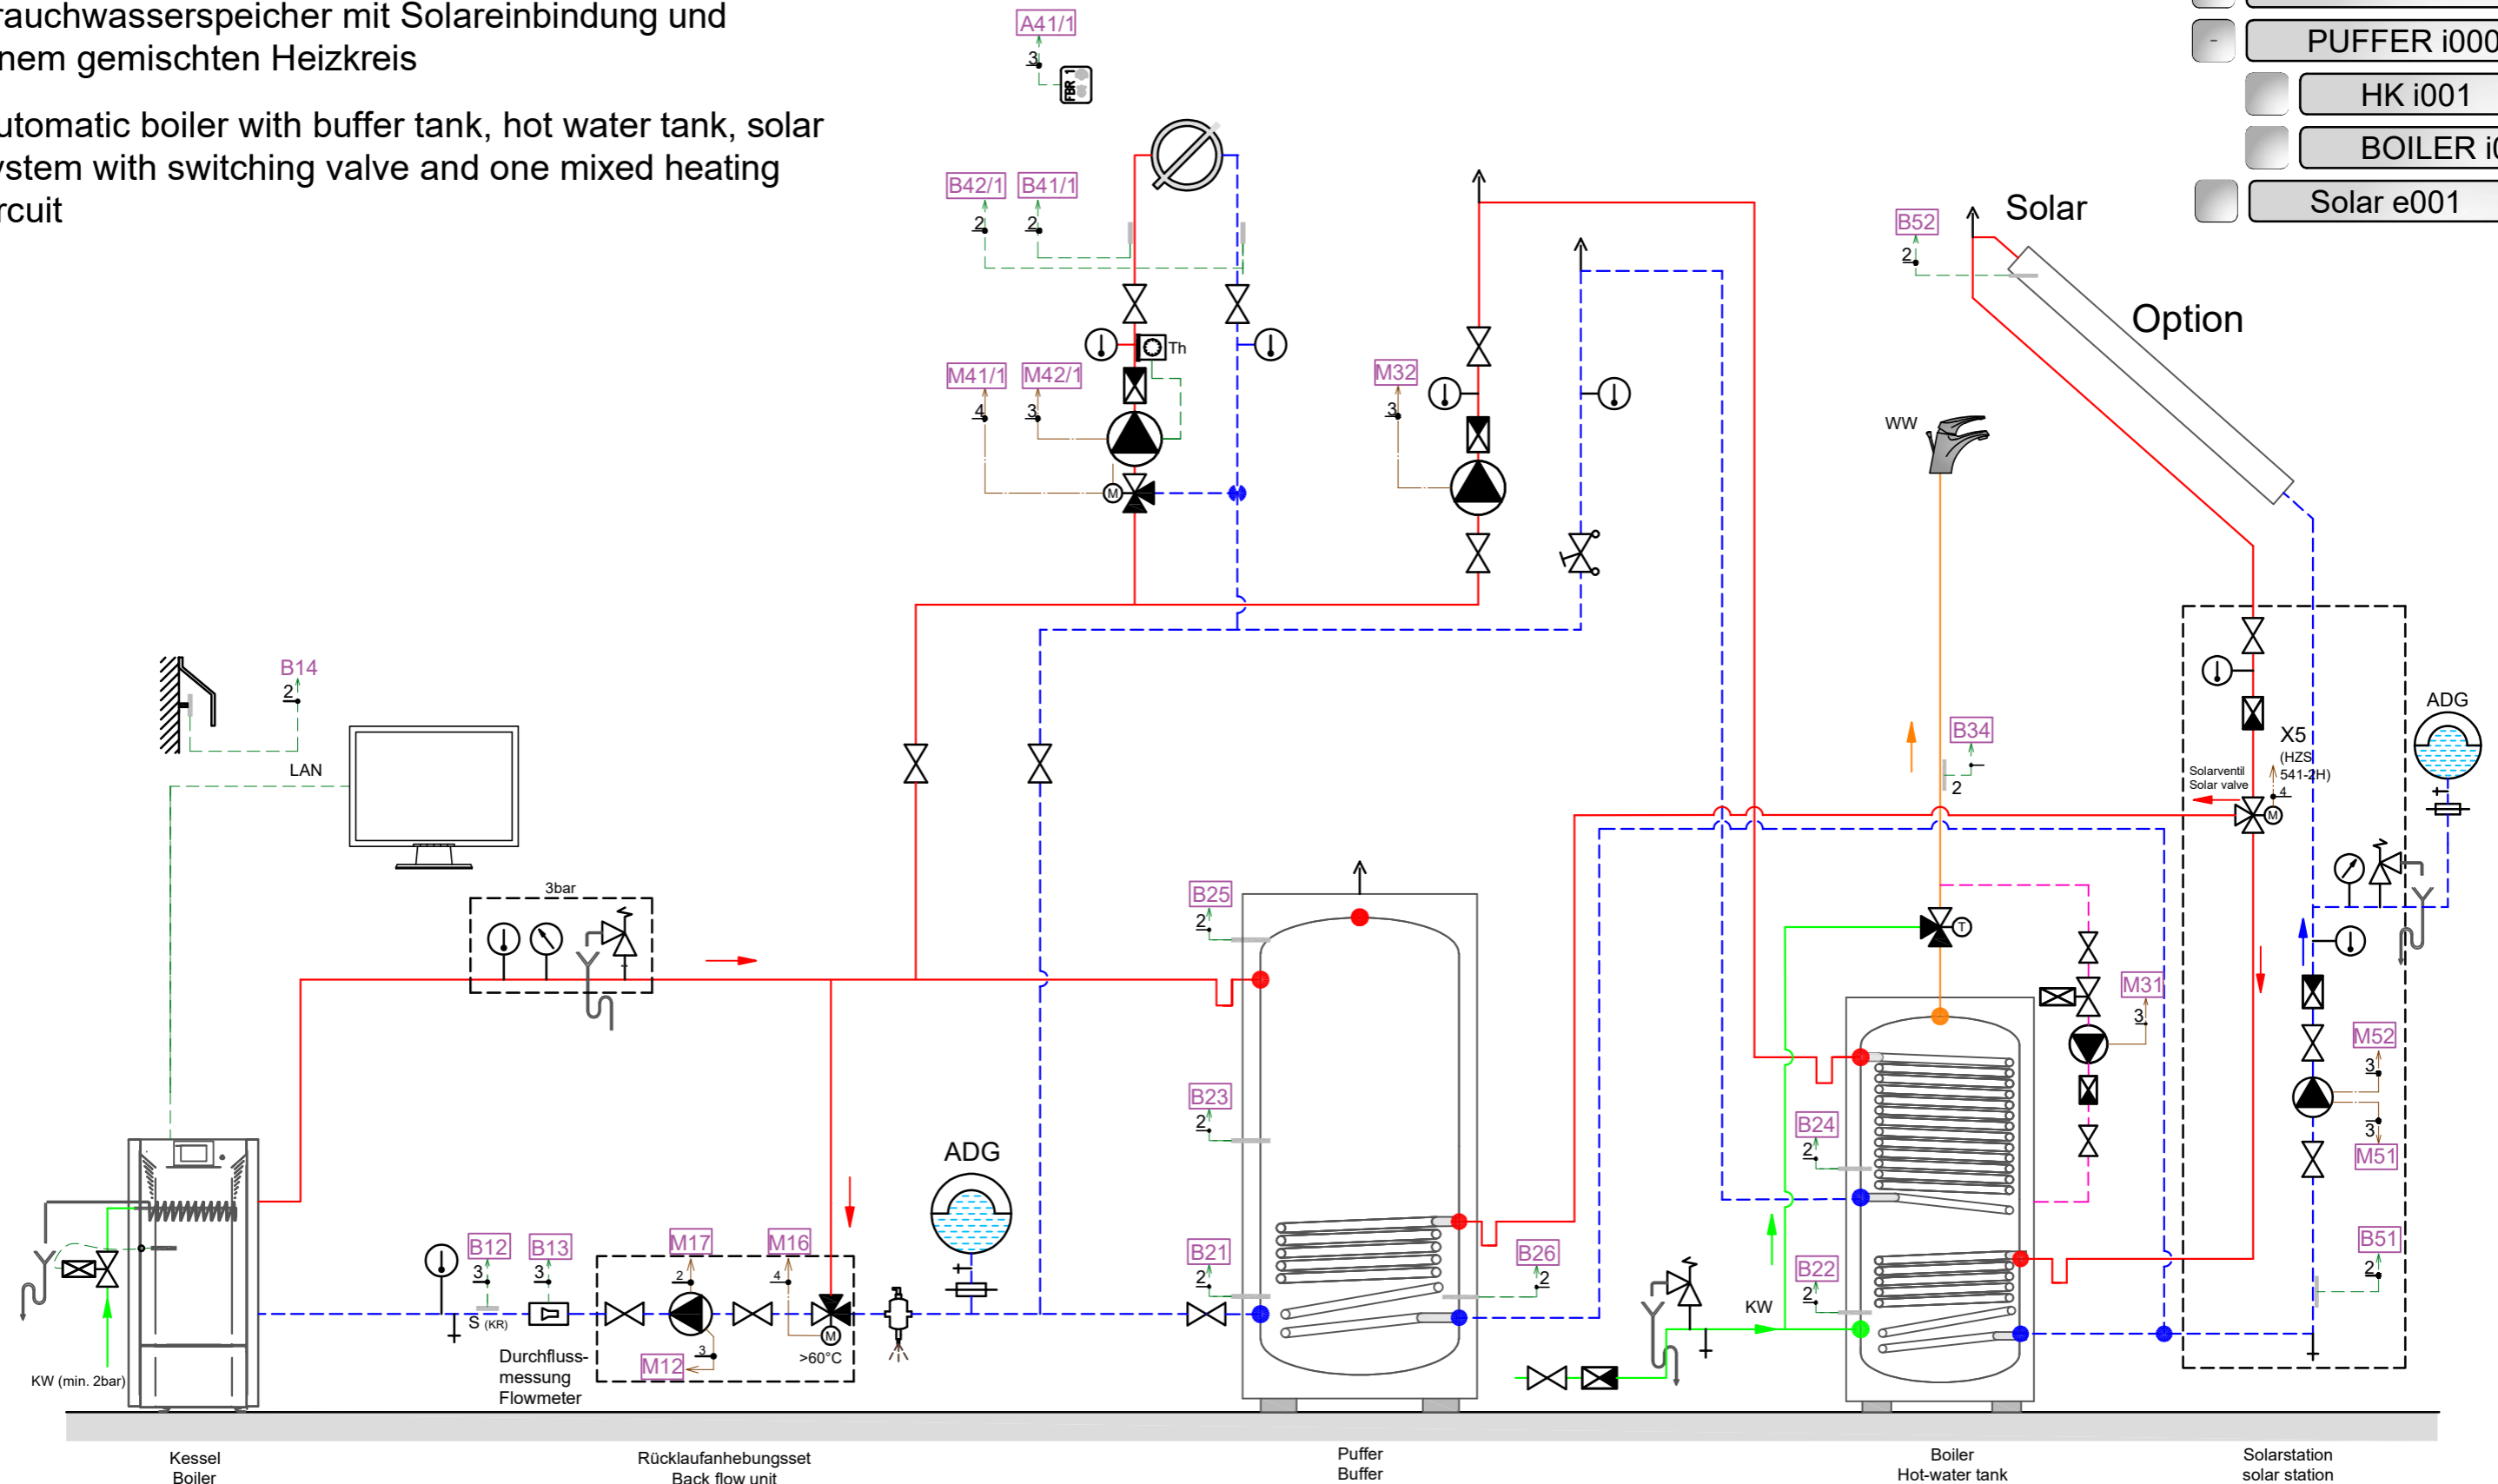 rauchwasserspeicher mit Solareinbindung und
nem gemischten Heizkreis
utomatic boiler with buffer tank, hot water tank, solar
ystem with switching valve and one mixed heating
rcuit
A41/1
3
FBR 1
-
PUFFER i000
HK i001
BOILER i0
Solar e001
B42/1
B41/1
2
2
B52
2
Solar
Option
Th
M41/1
M42/1
4
3
M
M32
3
WW
B14
2
LAN
B34
2
ADG
X5
(HZS
541-2H)
Solarventil
Solar valve
4
M
3bar
B25
2
T
M31
3
M52
3
3
M51
B23
2
B24
2
ADG
B12
3
B13
3
M17
2
M16
4
B21
2
B26
2
B22
2
B51
2
S (KR)
KW
M
>60°C
3
M12
Durchfluss-
messung
Flowmeter
KW (min. 2bar)
Kessel
Boiler
Rücklaufanhebungsset
Back flow unit
Puffer
Buffer
Boiler
Hot-water tank
Solarstation
solar station